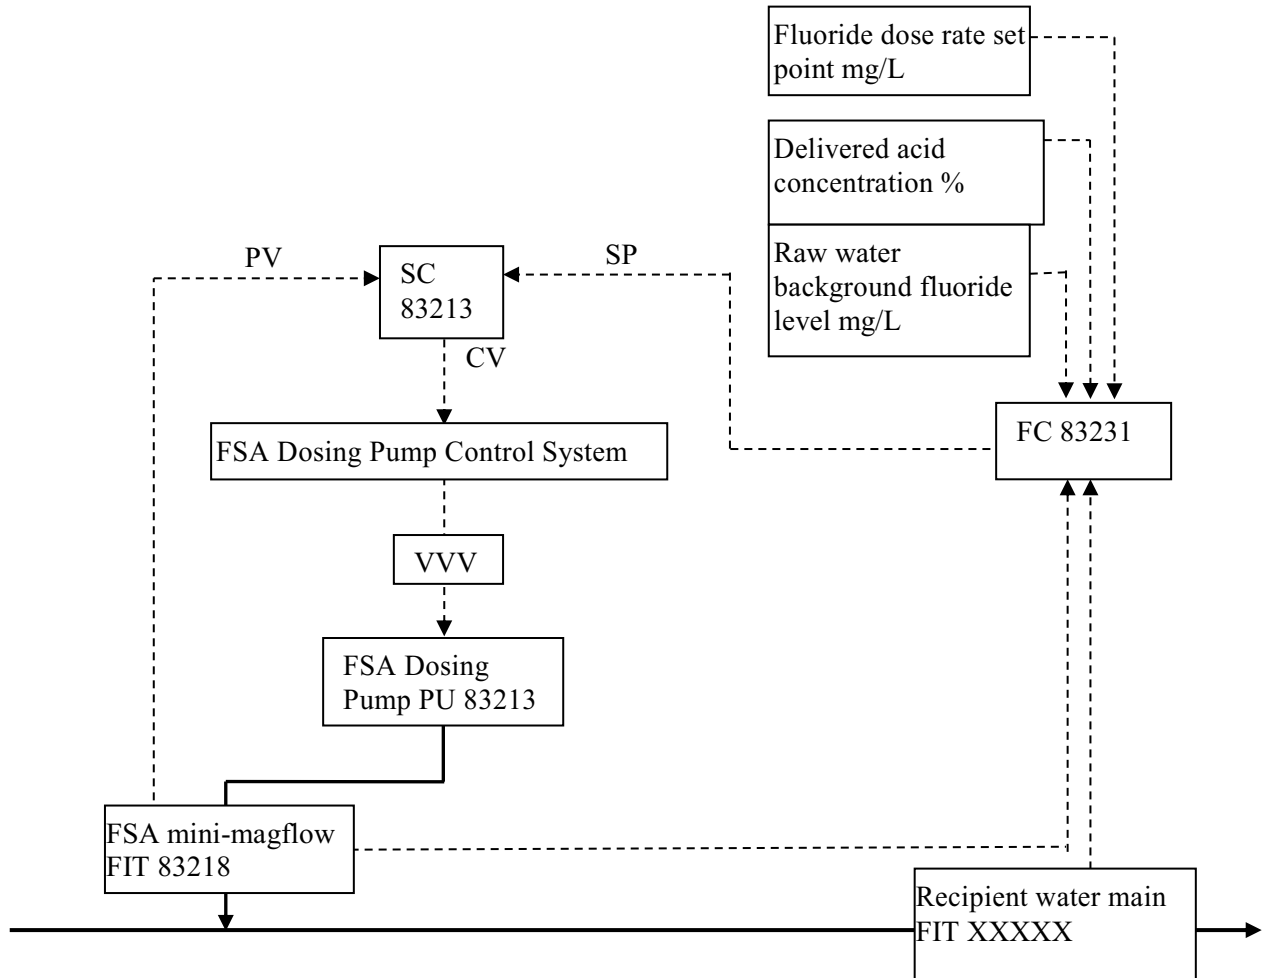 Fluoride dose rate set
point mg/L
Delivered acid
concentration %
Raw water
background fluoride
level mg/L
PV
SP
SC
83213
CV
FC 83231
FSA Dosing Pump Control System
VVV
FSA Dosing
Pump PU 83213
FSA mini-magflow
FIT 83218
Recipient water main
FIT XXXXX